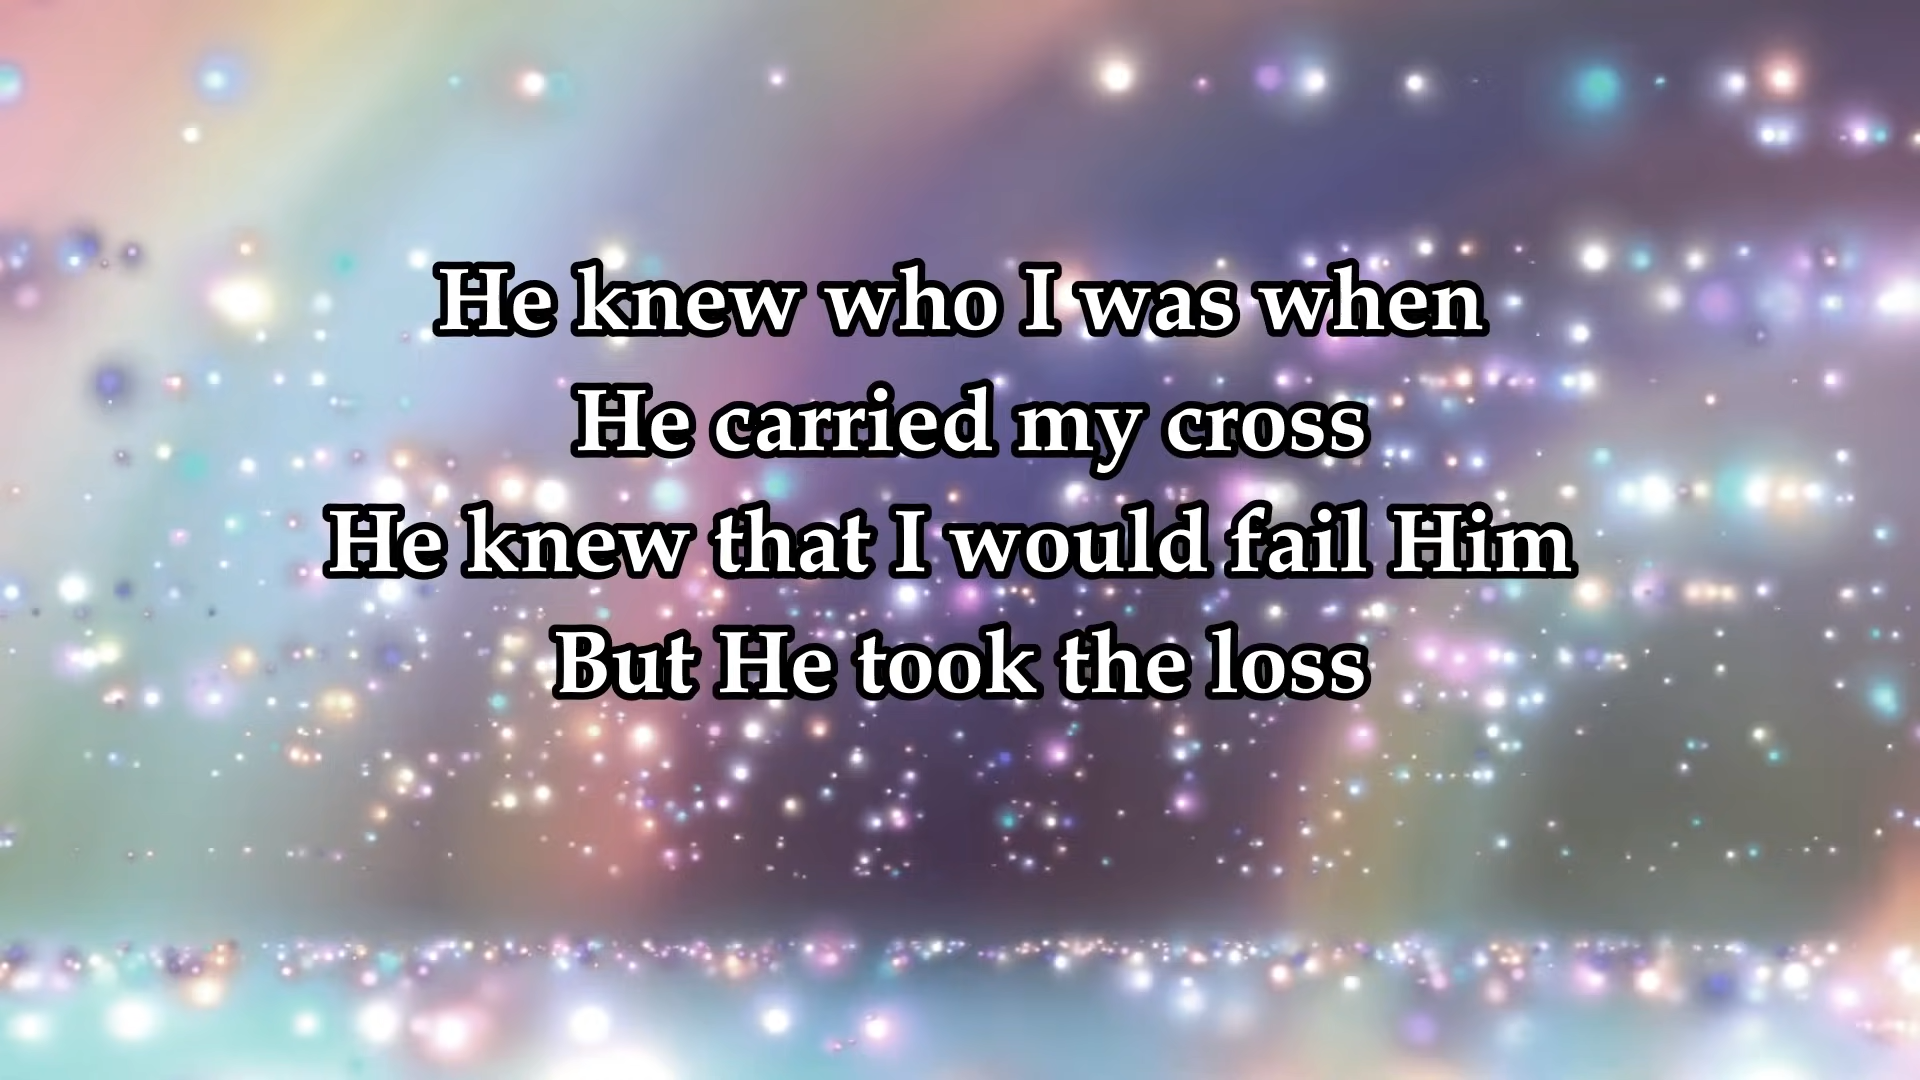 He knew who I was when
He carried my cross
He knew that I would fail Him
But He took the loss